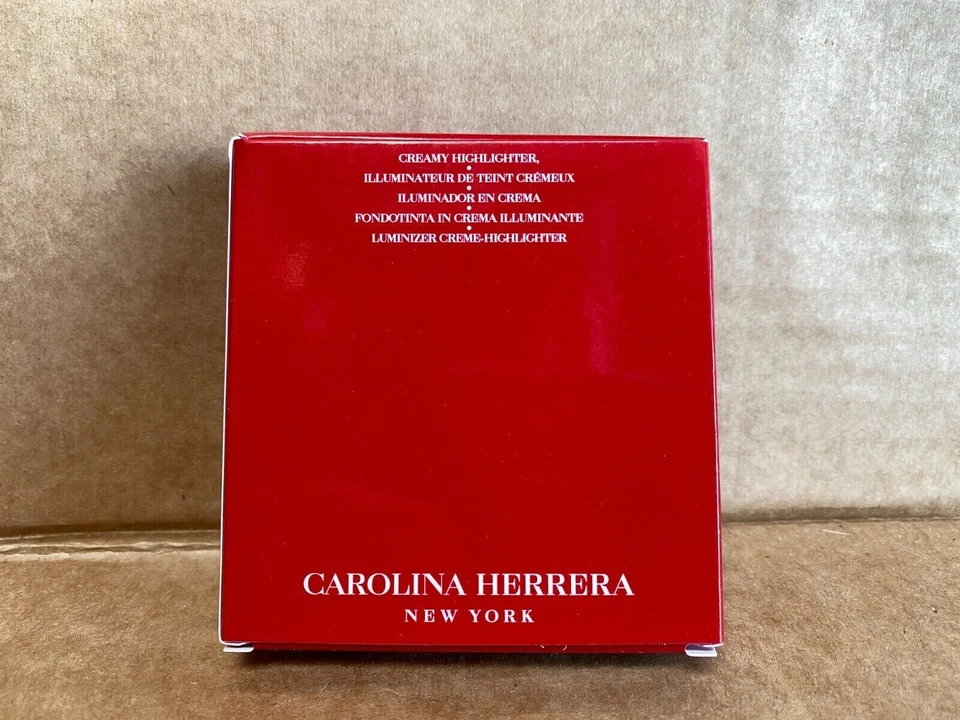 CREAMY HIGHLIGHTER,
•
ILLUMINATEUR DE TEINT CRÉMEUX
•
ILUMINADOR EN CREMA
•
FONDOTINTA IN CREMA ILLUMINANTE
•
LUMINIZER CREME-HIGHLIGHTER
CAROLINA HERRERA
NEW YORK